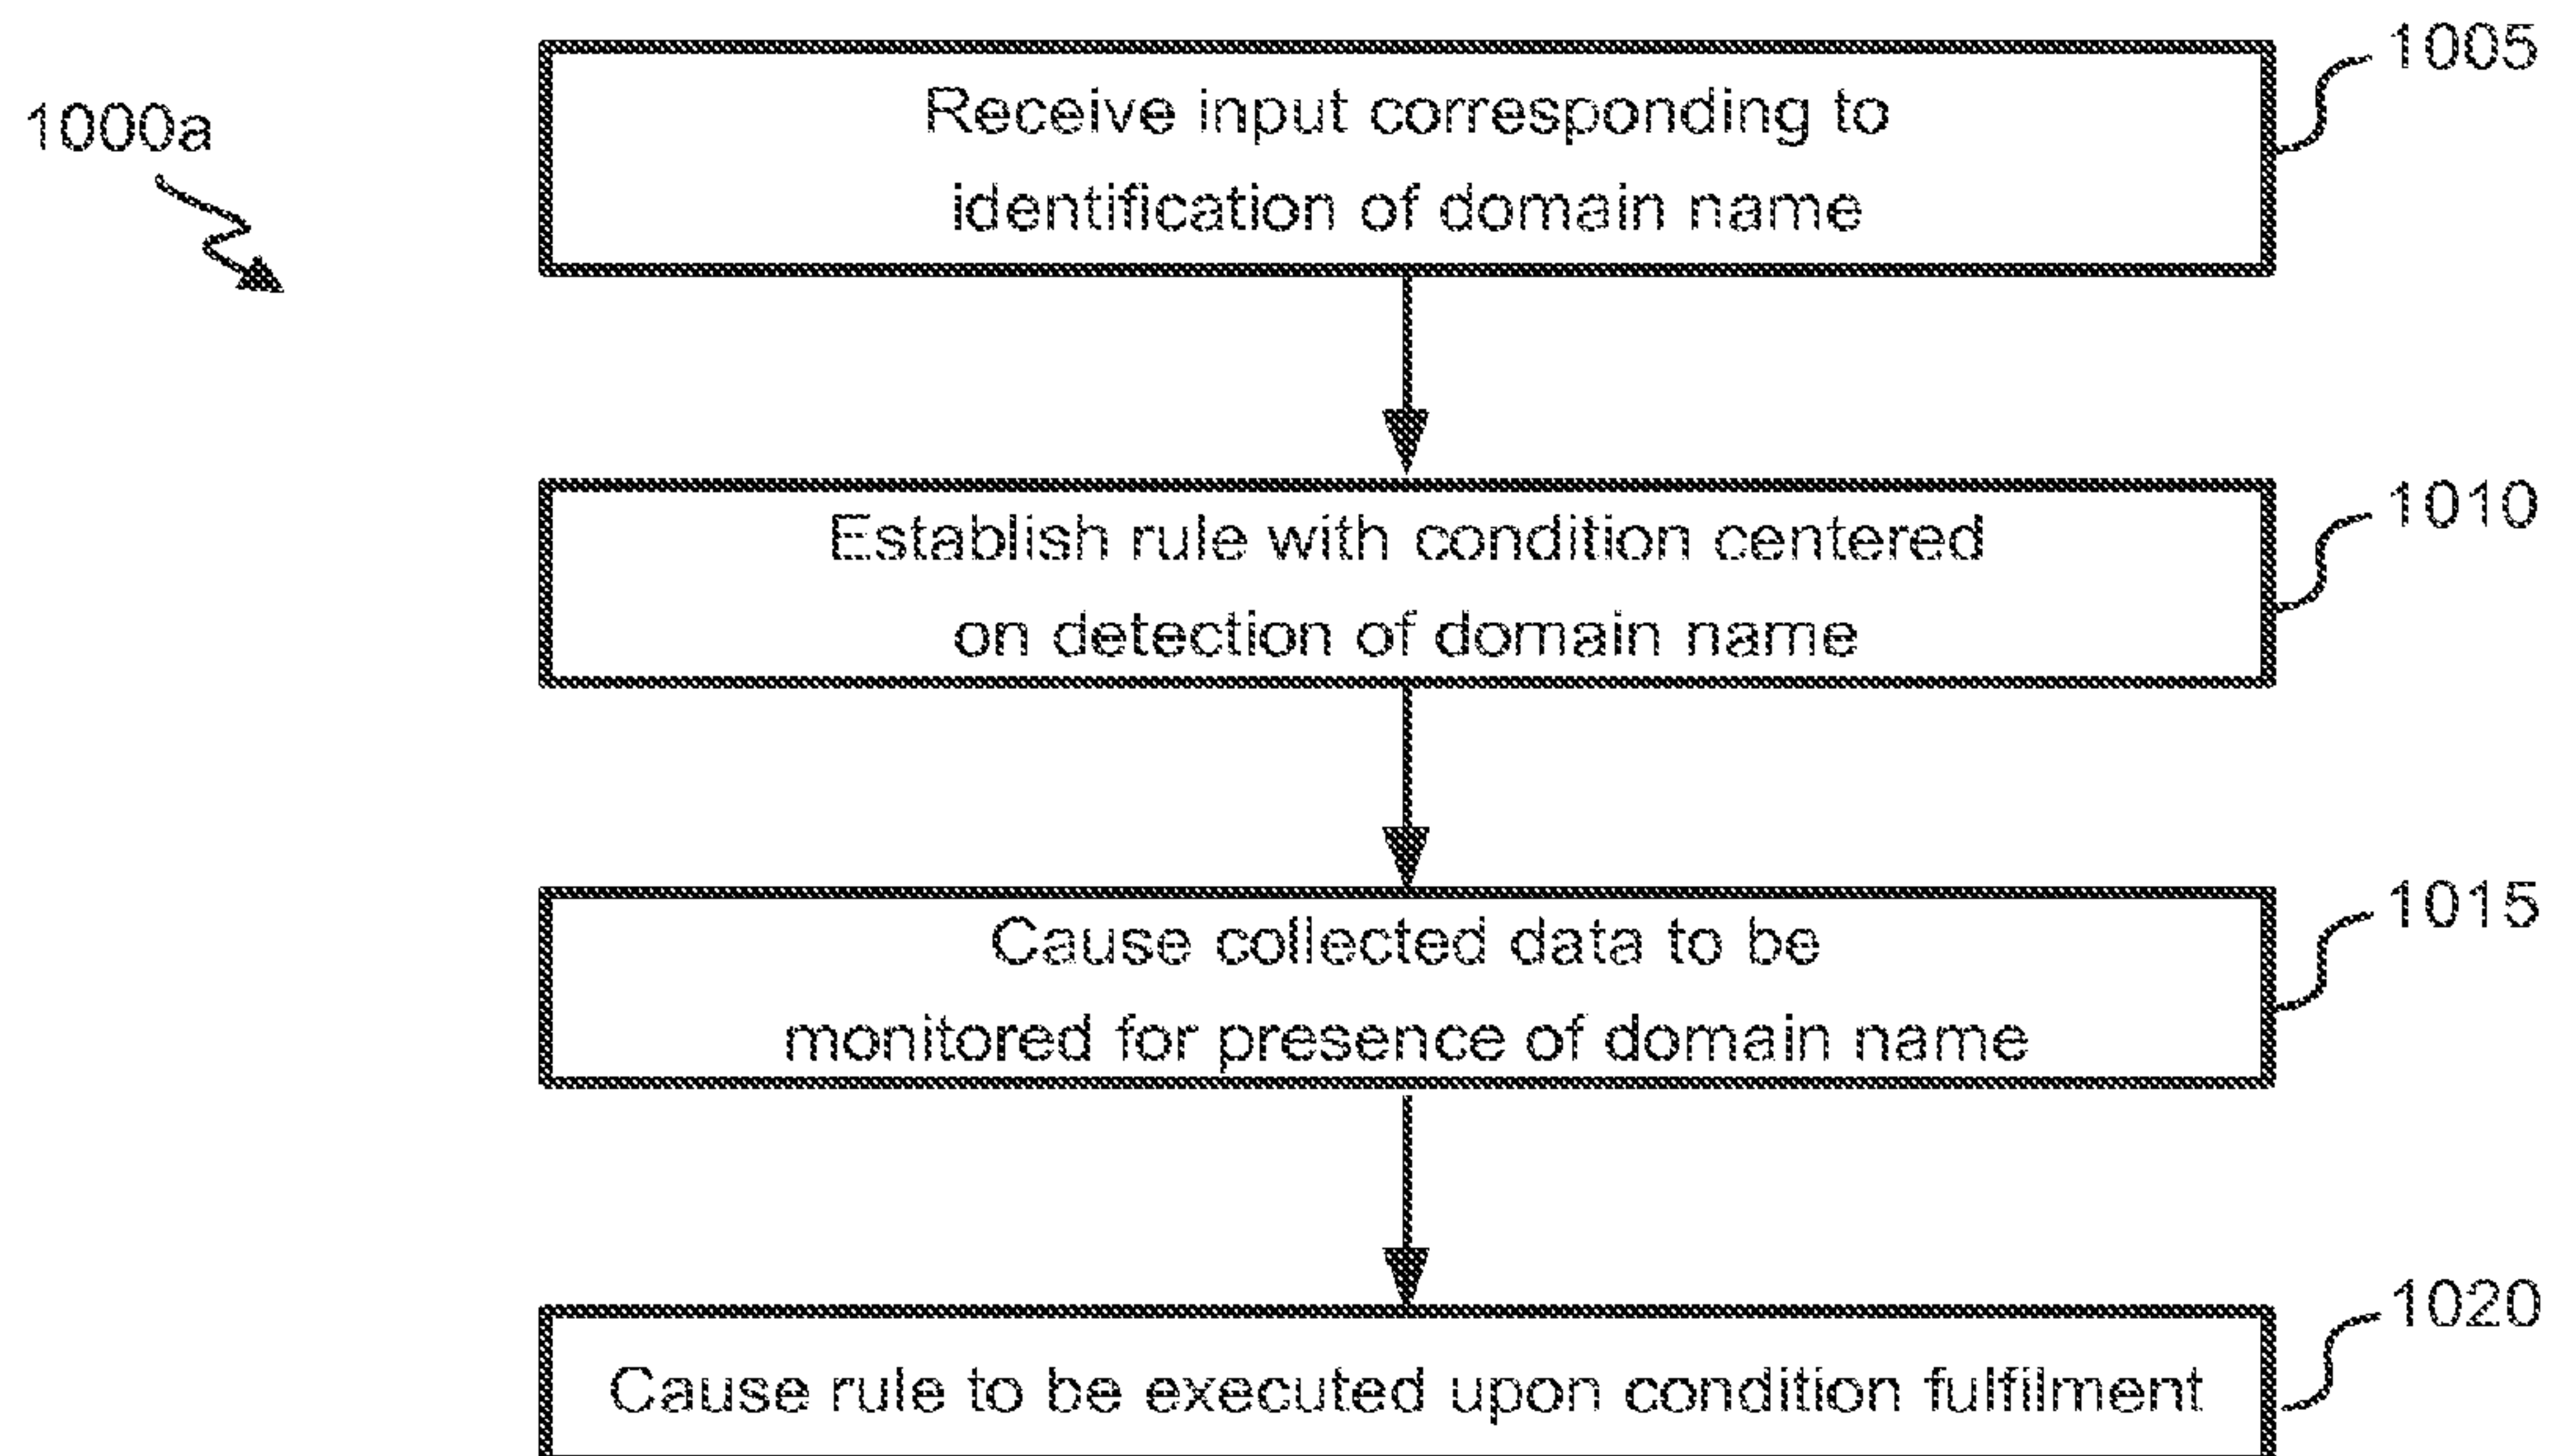 1000a
Receive input corresponding to
identification of domain name
1005
Establish rule with condition centered
on detection of domain name
1010
Cause collected data to be
monitored for presence of domain name
1015
Cause rule to be executed upon condition fulfilment
1020